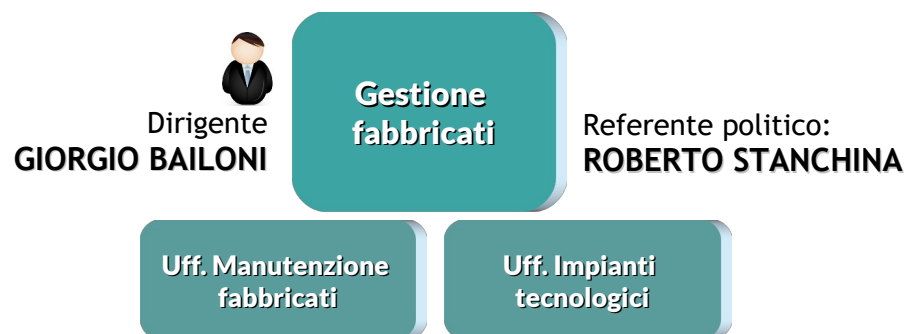 Gestione
fabbricati
Dirigente
GIORGIO BAILONI
Referente politico:
ROBERTO STANCHINA
Uff. Manutenzione
fabbricati
Uff. Impianti
tecnologici